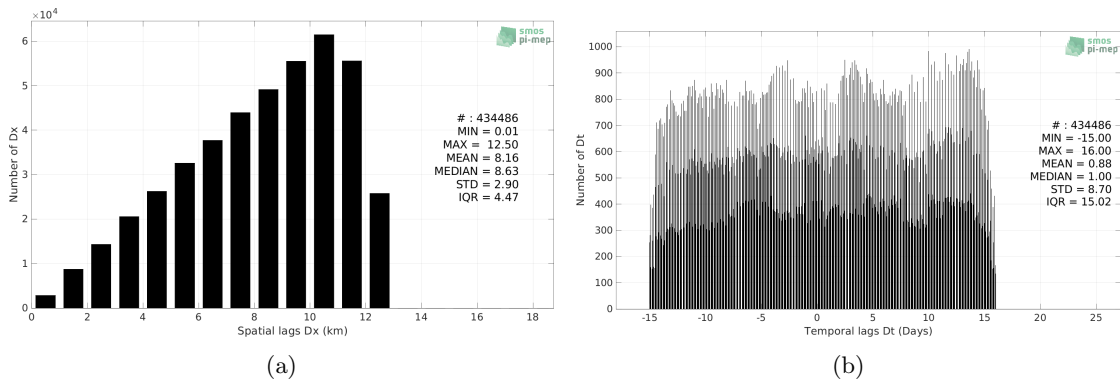 ×10⁴
6
5
4
3
2
1
0
Number of Dx
0 2 4 6 8 10 12 14 16 18
Spatial lags Dx (km)
smos
pi-mep
# : 434486
MIN = 0.01
MAX = 12.50
MEAN = 8.16
MEDIAN = 8.63
STD = 2.90
IQR = 4.47
(a)
1000
900
800
700
600
500
400
300
200
100
0
Number of Dt
-15 -10 -5 0 5 10 15 20 25
Temporal lags Dt (Days)
smos
pi-mep
# : 434486
MIN = -15.00
MAX = 16.00
MEAN = 0.88
MEDIAN = 1.00
STD = 8.70
IQR = 15.02
(b)